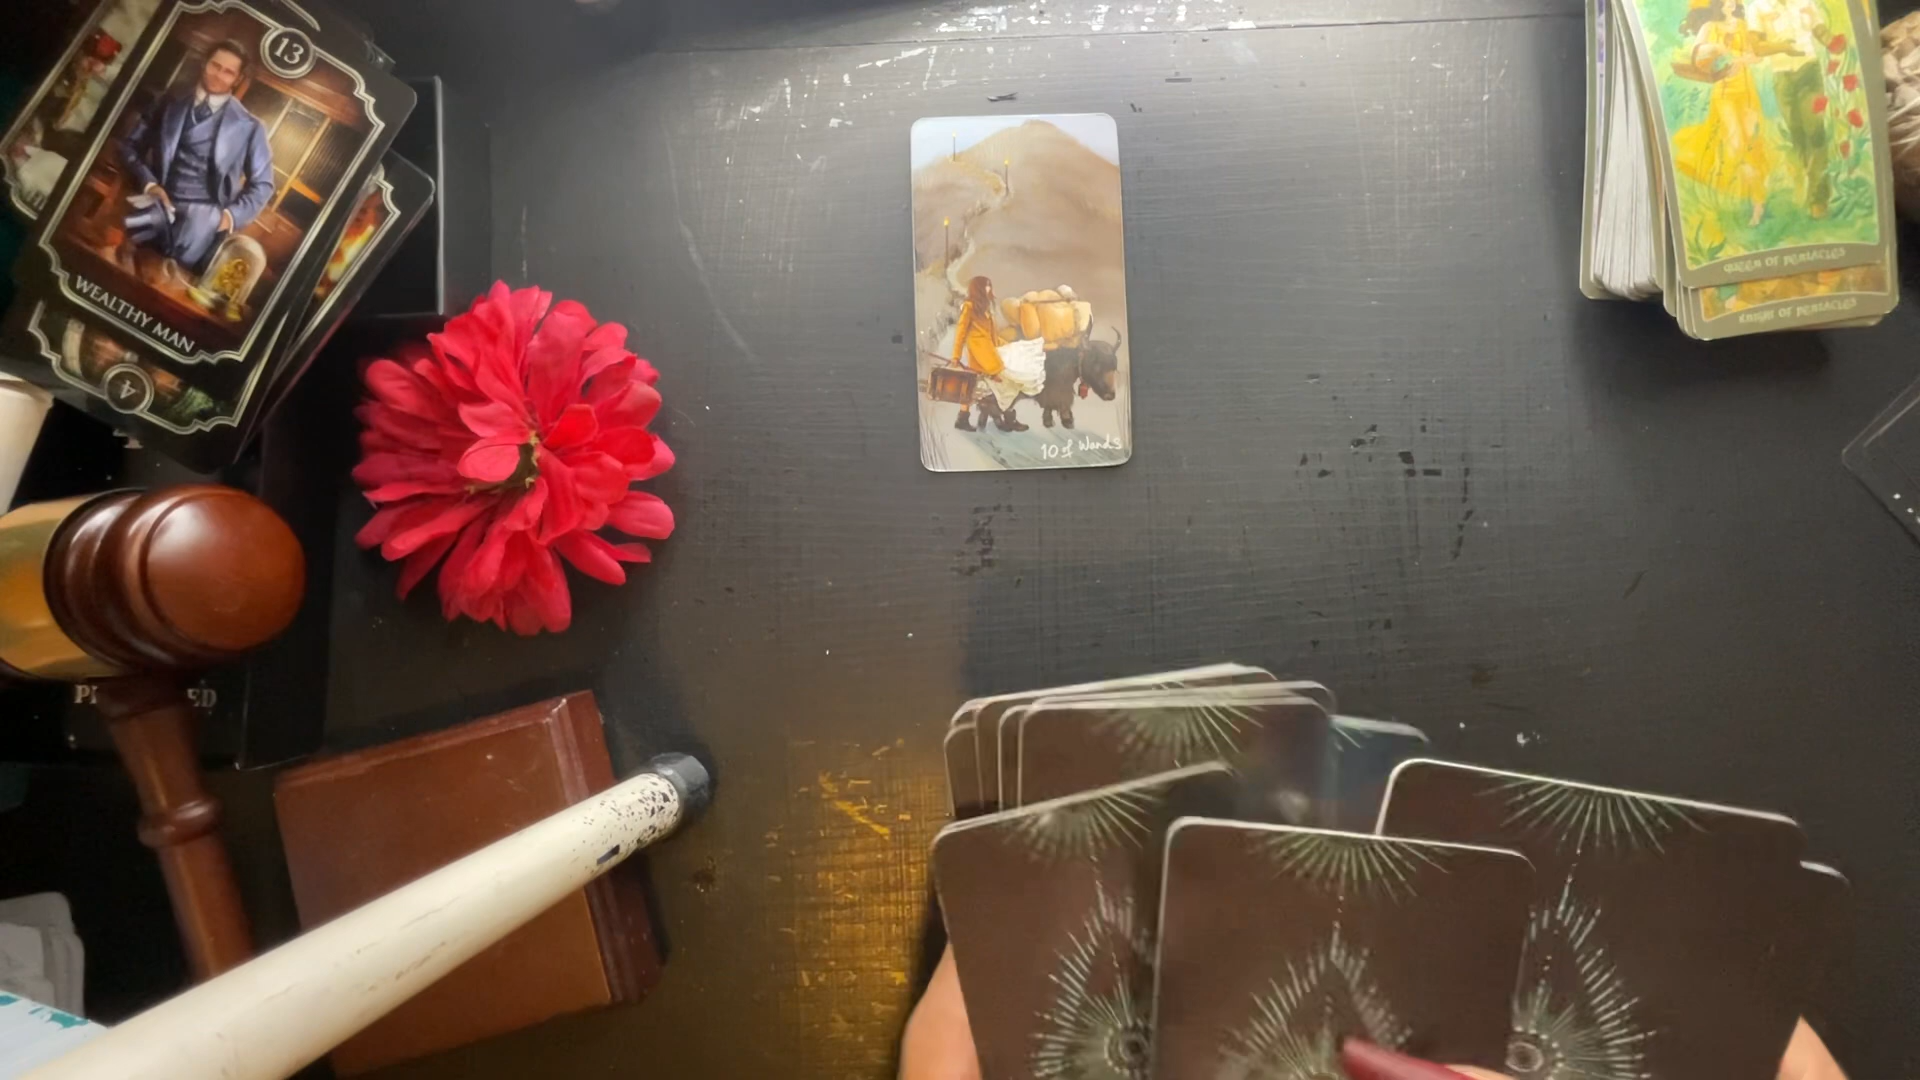 13
WEALTHY MAN
4
10 of Wands
QUEEN OF PENTACLES
KNIGHT OF PENTACLES